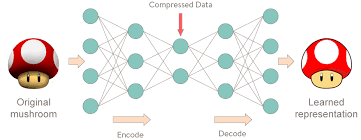 Compressed Data
Original
mushroom
Learned
representation
Encode
Decode